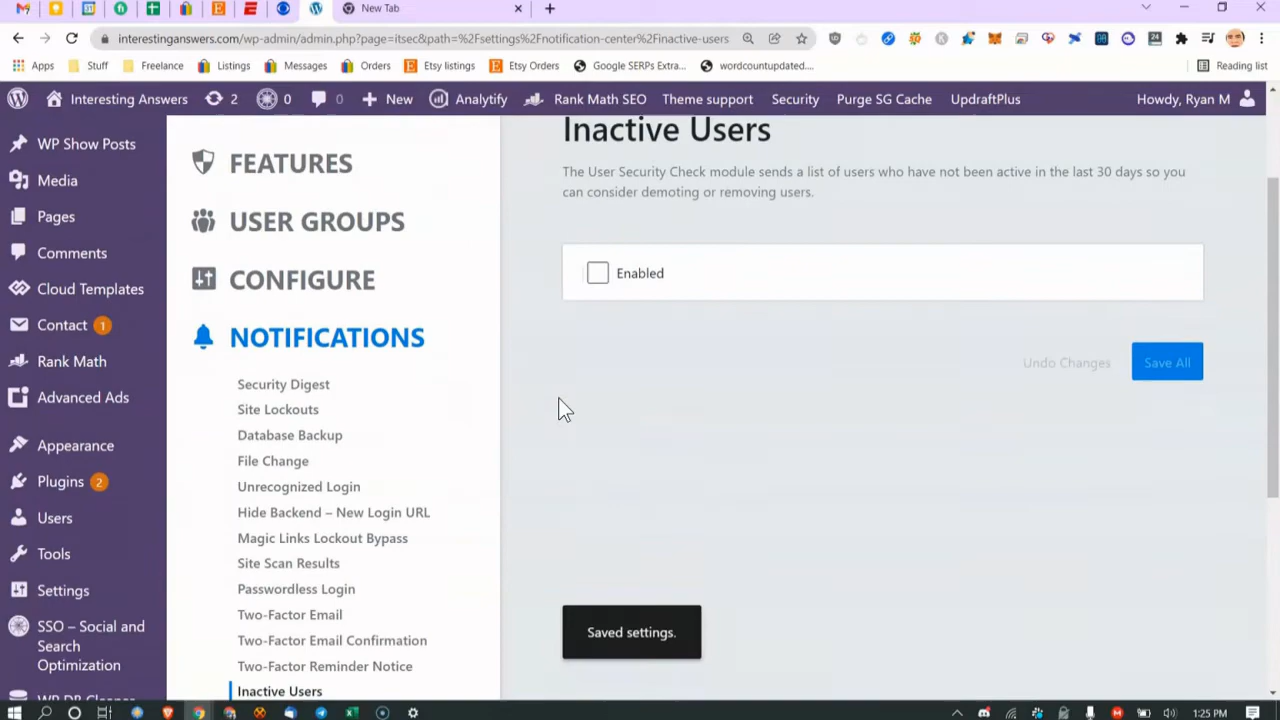 New Tab
interestinganswers.com/wp-admin/admin.php?page=itsec&path=%2Fsettings%2Fnotification-center%2Finactive-users
Apps Stuff Freelance Listings Messages Orders Etsy listings Etsy Orders Google SERPs Extra... wordcountupdated.... Reading list
Interesting Answers 2 0 0 New Analytify Rank Math SEO Theme support Security Purge SG Cache UpdraftPlus Howdy, Ryan M
WP Show Posts
Media
Pages
Comments
Cloud Templates
Contact 1
Rank Math
Advanced Ads
Appearance
Plugins 2
Users
Tools
Settings
SSO – Social and
Search
Optimization
WP DB Cleaner
FEATURES
USER GROUPS
CONFIGURE
NOTIFICATIONS
Security Digest
Site Lockouts
Database Backup
File Change
Unrecognized Login
Hide Backend – New Login URL
Magic Links Lockout Bypass
Site Scan Results
Passwordless Login
Two-Factor Email
Two-Factor Email Confirmation
Two-Factor Reminder Notice
Inactive Users
Inactive Users
The User Security Check module sends a list of users who have not been active in the last 30 days so you
can consider demoting or removing users.
Enabled
Undo Changes Save All
Saved settings.
1:25 PM